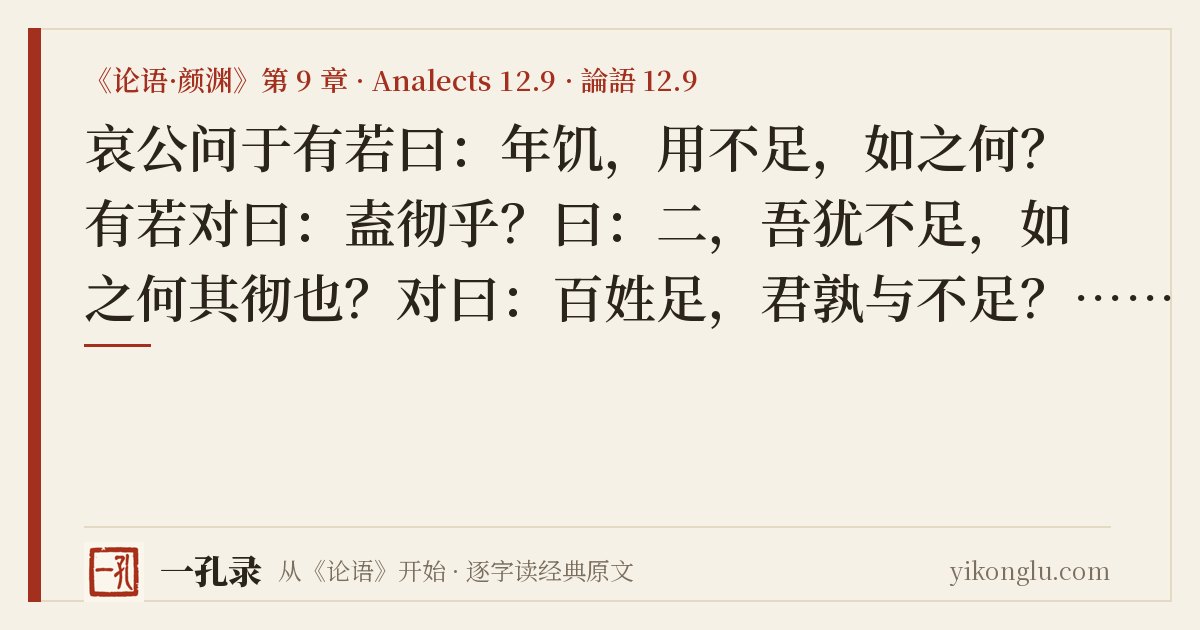 《论语·颜渊》第 9 章 · Analects 12.9 · 論語 12.9
哀公问于有若曰：年饥，用不足，如之何？
有若对曰：盍彻乎？曰：二，吾犹不足，如
之何其彻也？对曰：百姓足，君孰与不足？……
一孔
一孔录 从《论语》开始 · 逐字读经典原文 yikonglu.com